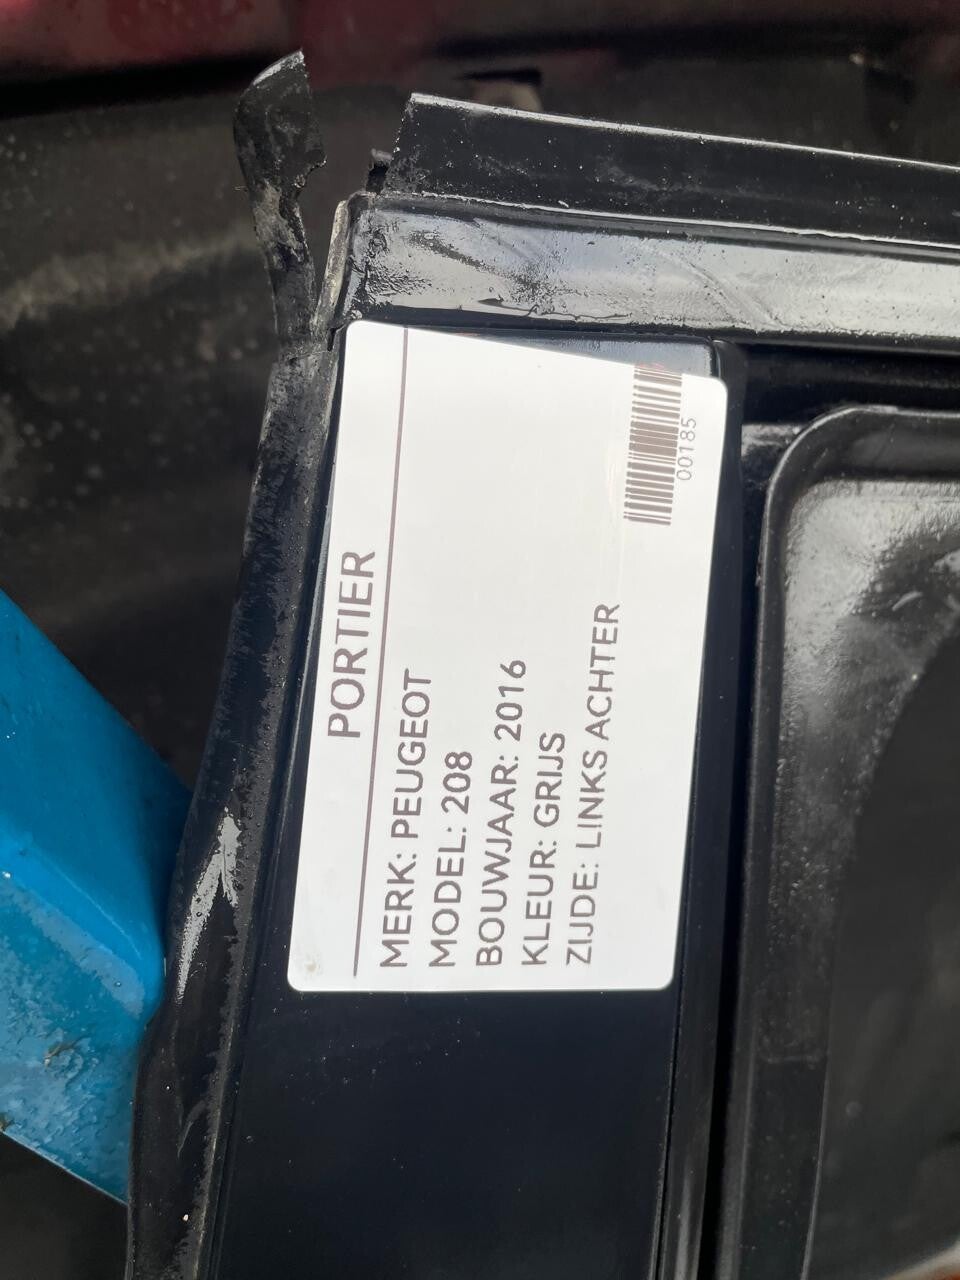 PORTIER
MERK: PEUGEOT
MODEL: 208
BOUWJAAR: 2016
KLEUR: GRIJS
ZIJDE: LINKS ACHTER
00185